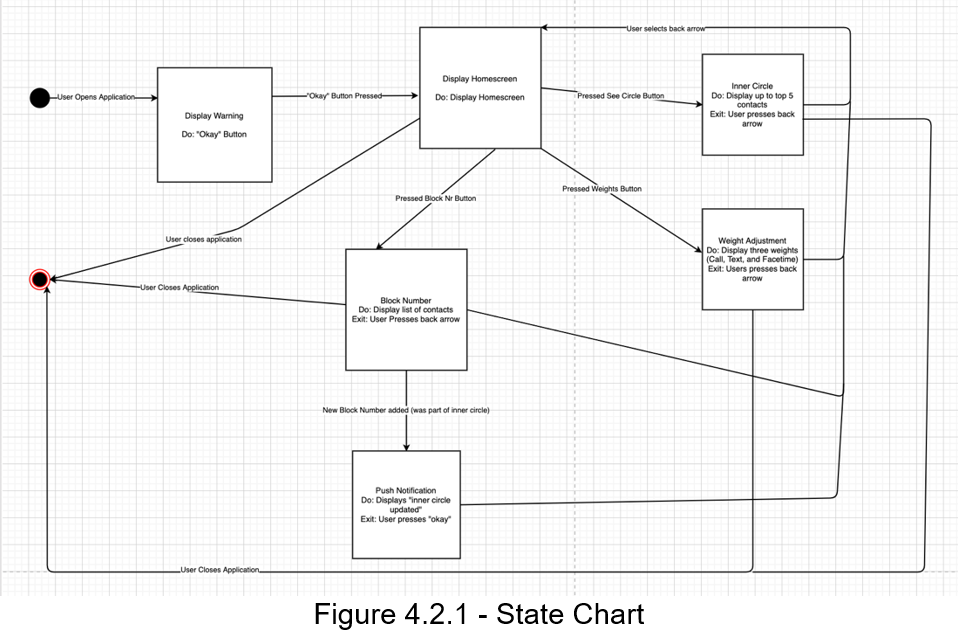 User selects back arrow
Display Homescreen
Do: Display Homescreen
Inner Circle
Do: Display up to top 5
contacts
Exit: User presses back
arrow
User Opens Application
"Okay" Button Pressed
Pressed See Circle Button
Display Warning
Do: "Okay" Button
Pressed Block Nr Button
Pressed Weights Button
User closes application
Weight Adjustment
Do: Display three weights
(Call, Text, and Facetime)
Exit: Users presses back
arrow
User Closes Application
Block Number
Do: Display list of contacts
Exit: User Presses back arrow
New Block Number added (was part of inner circle)
Push Notification
Do: Displays "inner circle
updated"
Exit: User presses "okay"
User Closes Application
Figure 4.2.1 - State Chart